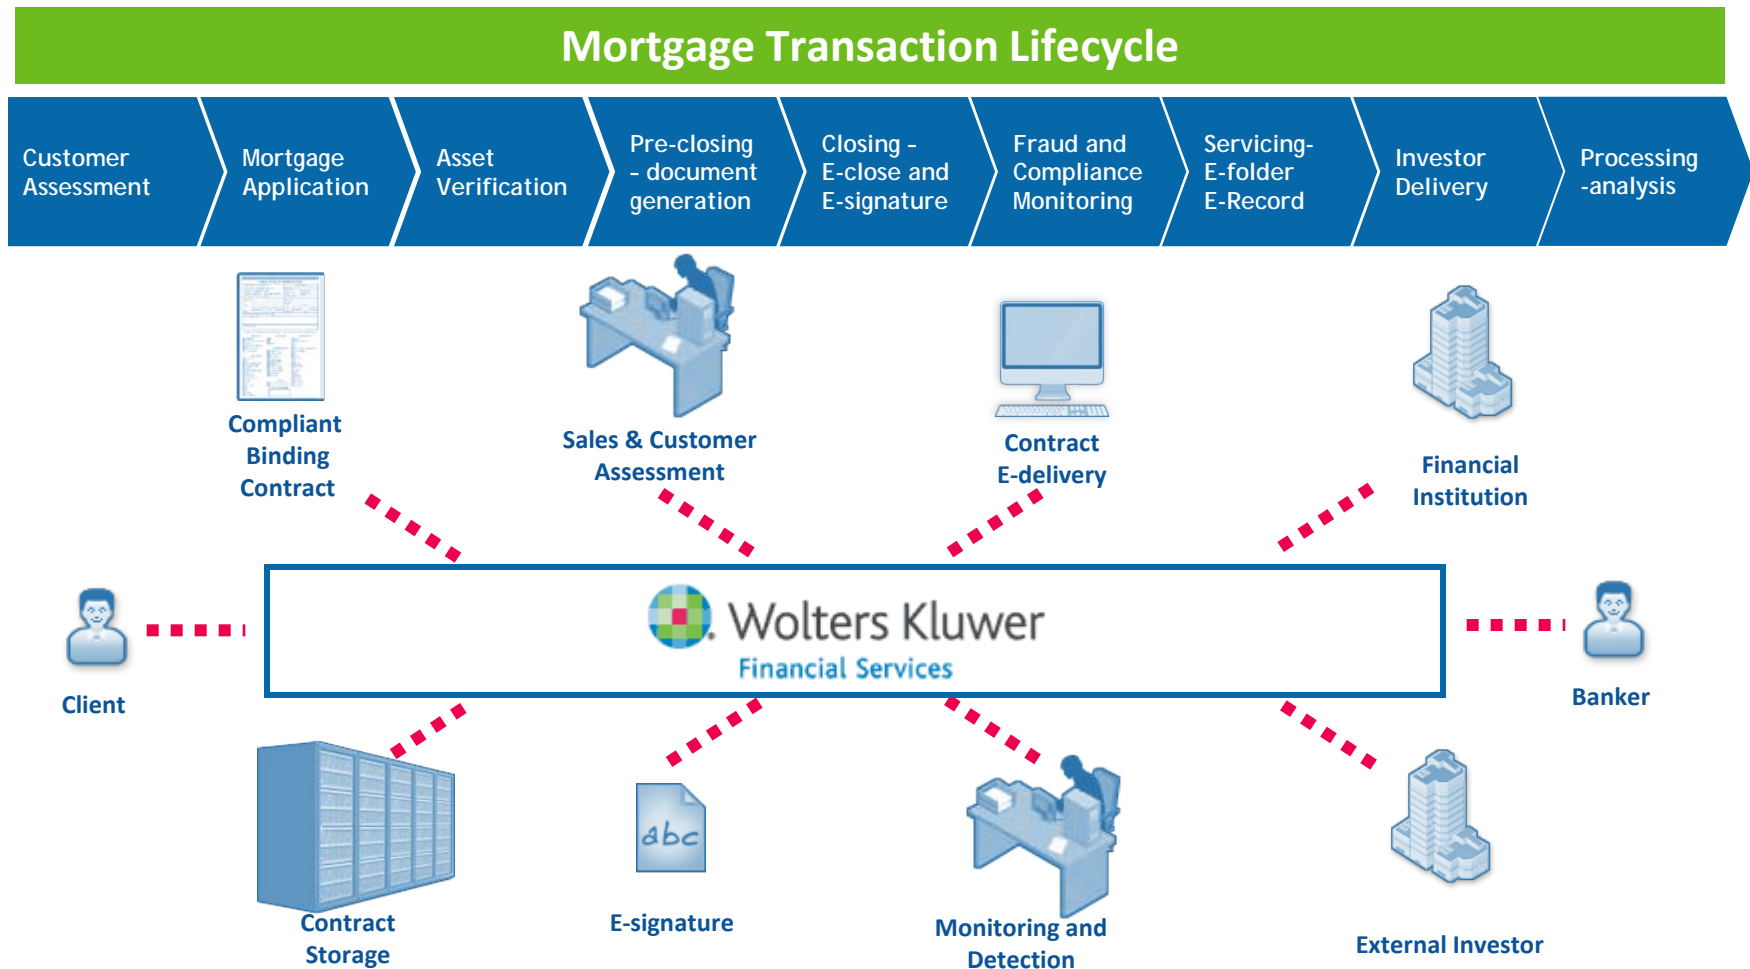 Mortgage Transaction Lifecycle
Customer
Assessment
Mortgage
Application
Asset
Verification
Pre-closing
– document
generation
Closing –
E-close and
E-signature
Fraud and
Compliance
Monitoring
Servicing-
E-folder
E-Record
Investor
Delivery
Processing
-analysis
Compliant
Binding
Contract
Sales & Customer
Assessment
Contract
E-delivery
Financial
Institution
Client
Wolters Kluwer
Financial Services
Banker
abc
Contract
Storage
E-signature
Monitoring and
Detection
External Investor